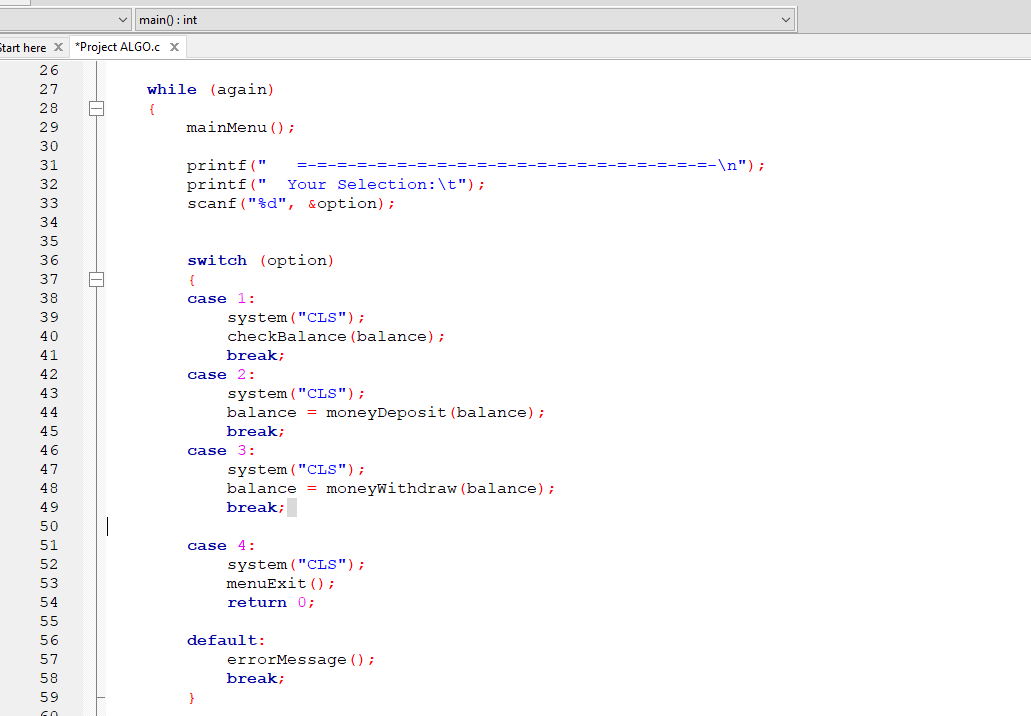 main() : int
Start here
*Project ALGO.c
26
27 while (again)
28 {
29 mainMenu();
30
31 printf("   =-=-=-=-=-=-=-=-=-=-=-=-=-=-=-=-=-=-=-=-=-\n");
32 printf("  Your Selection:\t");
33 scanf("%d", &option);
34
35
36 switch (option)
37 {
38 case 1:
39 system("CLS");
40 checkBalance(balance);
41 break;
42 case 2:
43 system("CLS");
44 balance = moneyDeposit(balance);
45 break;
46 case 3:
47 system("CLS");
48 balance = moneyWithdraw(balance);
49 break;
50
51 case 4:
52 system("CLS");
53 menuExit();
54 return 0;
55
56 default:
57 errorMessage();
58 break;
59 }
60